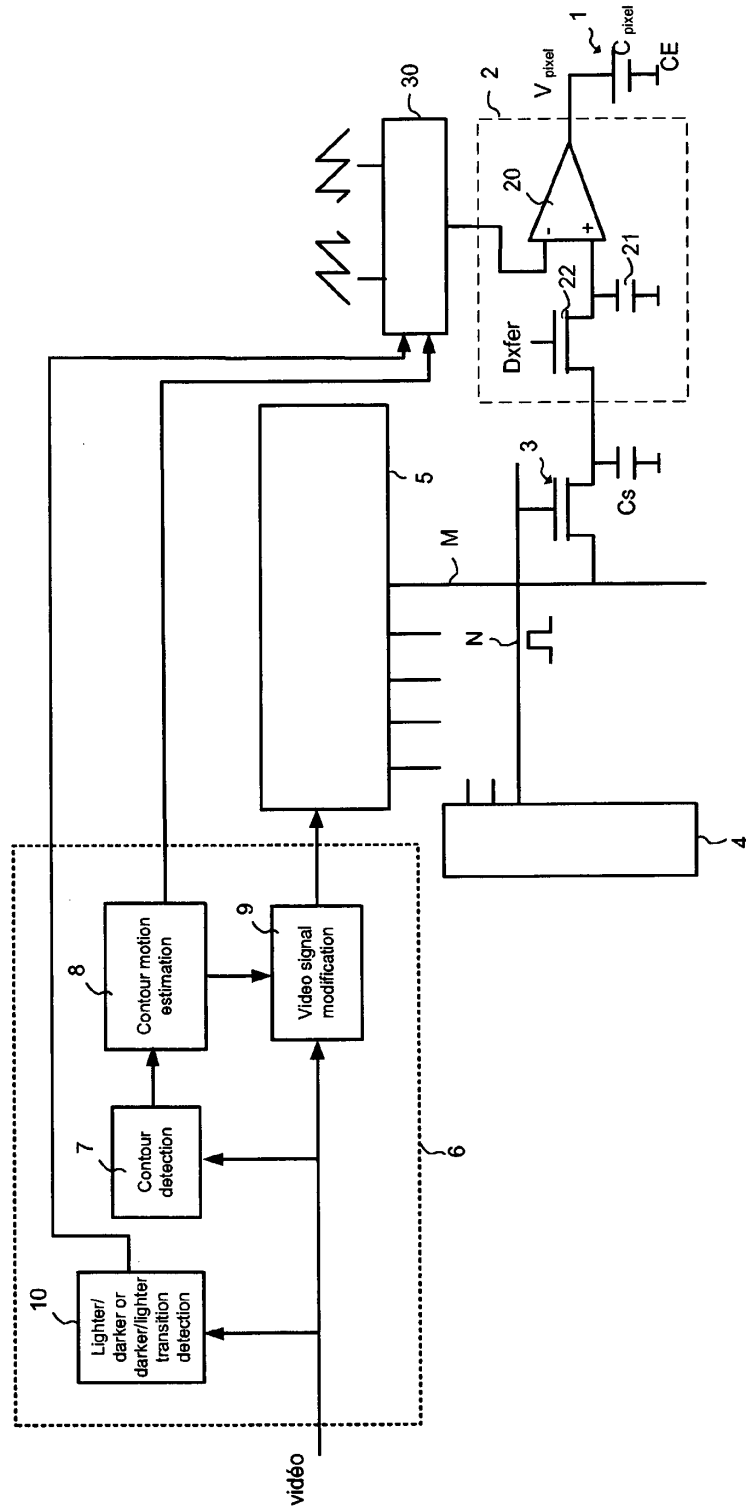 vidéo
10
Lighter/
darker or
darker/lighter
transition
detection
7
Contour
detection
8
Contour motion
estimation
9
Video signal
modification
6
5
4
30
N
M
3
Cs
Dxfer
22
21
20
-
+
2
V pixel
1
C pixel
CE